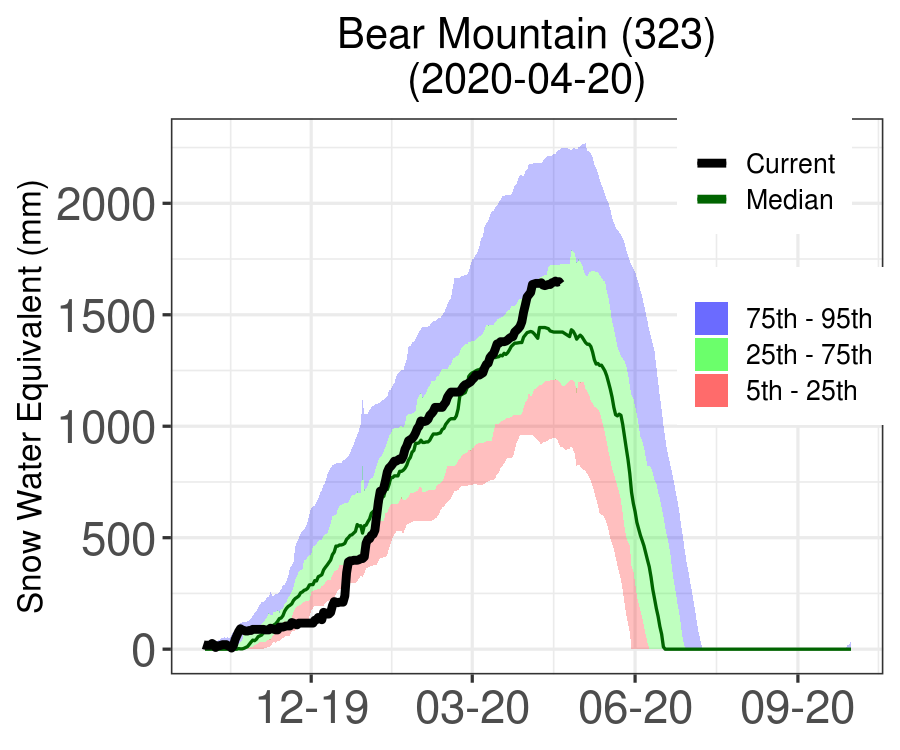 Bear Mountain (323)
(2020-04-20)
Snow Water Equivalent (mm)
2000
1500
1000
500
0
12-19
03-20
06-20
09-20
Current
Median
75th - 95th
25th - 75th
5th - 25th